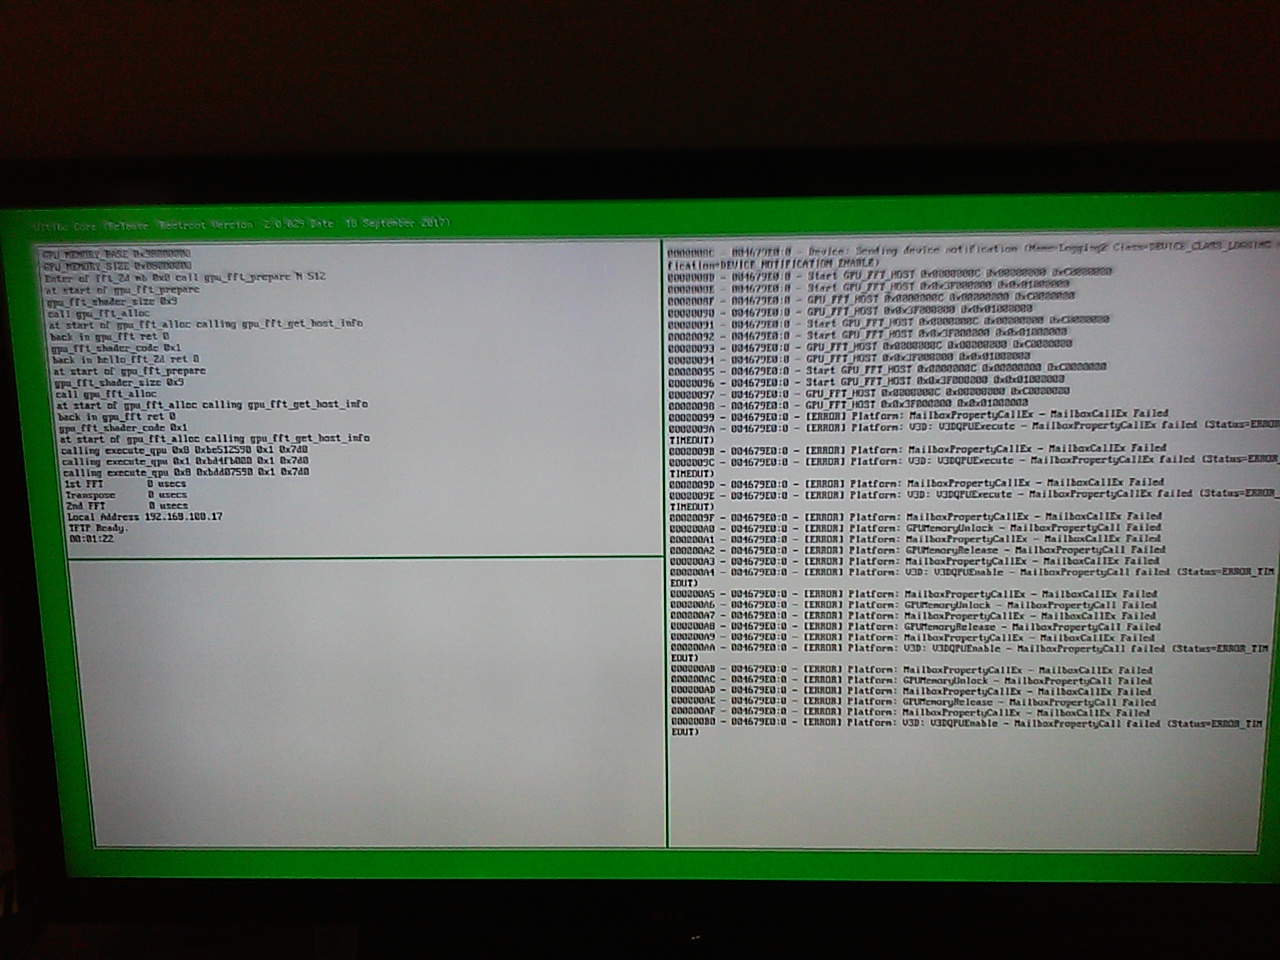 Ultibo Core (Release Beetroot Version 2.0.029 Date 18 September 2017)
GPU_MEMORY_BASE 0x38000000
GPU_MEMORY_SIZE 0x08000000
Enter of fft_2d mb 0x0 call gpu_fft_prepare N 512
at start of gpu_fft_prepare
gpu_fft_shader_size 0x9
call gpu_fft_alloc
at start of gpu_fft_alloc calling gpu_fft_get_host_info
back in gpu_fft ret 0
gpu_fft_shader_code 0x1
back in hello_fft_2d ret 0
at start of gpu_fft_prepare
gpu_fft_shader_size 0x9
call gpu_fft_alloc
at start of gpu_fft_alloc calling gpu_fft_get_host_info
back in gpu_fft ret 0
gpu_fft_shader_code 0x1
at start of gpu_fft_alloc calling gpu_fft_get_host_info
calling execute_qpu 0x8 0xbe512590 0x1 0x7d0
calling execute_qpu 0x1 0xbd4fb000 0x1 0x7d0
calling execute_qpu 0x8 0xbdd07590 0x1 0x7d0
1st FFT 0 usecs
Transpose 0 usecs
2nd FFT 0 usecs
Local Address 192.168.100.17
TFTP Ready.
00:01:22
0000008C - 004679E0:0 - Device: Sending device notification (Name=Logging2 Class=DEVICE_CLASS_LOGGING
fication=DEVICE_NOTIFICATION_ENABLE)
0000008D - 004679E0:0 - Start GPU_FFT_HOST 0x0000000C 0x00000000 0xC0000000
0000008E - 004679E0:0 - Start GPU_FFT_HOST 0x0x3F000000 0x0x01000000
0000008F - 004679E0:0 - GPU_FFT_HOST 0x0000000C 0x00000000 0xC0000000
00000090 - 004679E0:0 - GPU_FFT_HOST 0x0x3F000000 0x0x01000000
00000091 - 004679E0:0 - Start GPU_FFT_HOST 0x0000000C 0x00000000 0xC0000000
00000092 - 004679E0:0 - Start GPU_FFT_HOST 0x0x3F000000 0x0x01000000
00000093 - 004679E0:0 - GPU_FFT_HOST 0x0000000C 0x00000000 0xC0000000
00000094 - 004679E0:0 - GPU_FFT_HOST 0x0x3F000000 0x0x01000000
00000095 - 004679E0:0 - Start GPU_FFT_HOST 0x0000000C 0x00000000 0xC0000000
00000096 - 004679E0:0 - Start GPU_FFT_HOST 0x0x3F000000 0x0x01000000
00000097 - 004679E0:0 - GPU_FFT_HOST 0x0000000C 0x00000000 0xC0000000
00000098 - 004679E0:0 - GPU_FFT_HOST 0x0x3F000000 0x0x01000000
00000099 - 004679E0:0 - [ERROR] Platform: MailboxPropertyCallEx - MailboxCallEx Failed
0000009A - 004679E0:0 - [ERROR] Platform: V3D: V3DQPUExecute - MailboxPropertyCallEx failed (Status=ERROR_
TIMEOUT)
0000009B - 004679E0:0 - [ERROR] Platform: MailboxPropertyCallEx - MailboxCallEx Failed
0000009C - 004679E0:0 - [ERROR] Platform: V3D: V3DQPUExecute - MailboxPropertyCallEx failed (Status=ERROR_
TIMEOUT)
0000009D - 004679E0:0 - [ERROR] Platform: MailboxPropertyCallEx - MailboxCallEx Failed
0000009E - 004679E0:0 - [ERROR] Platform: V3D: V3DQPUExecute - MailboxPropertyCallEx failed (Status=ERROR_
TIMEOUT)
0000009F - 004679E0:0 - [ERROR] Platform: MailboxPropertyCallEx - MailboxCallEx Failed
000000A0 - 004679E0:0 - [ERROR] Platform: GPUMemoryUnlock - MailboxPropertyCall Failed
000000A1 - 004679E0:0 - [ERROR] Platform: MailboxPropertyCallEx - MailboxCallEx Failed
000000A2 - 004679E0:0 - [ERROR] Platform: GPUMemoryRelease - MailboxPropertyCall Failed
000000A3 - 004679E0:0 - [ERROR] Platform: MailboxPropertyCallEx - MailboxCallEx Failed
000000A4 - 004679E0:0 - [ERROR] Platform: V3D: V3DQPUEnable - MailboxPropertyCall failed (Status=ERROR_TIM
EOUT)
000000A5 - 004679E0:0 - [ERROR] Platform: MailboxPropertyCallEx - MailboxCallEx Failed
000000A6 - 004679E0:0 - [ERROR] Platform: GPUMemoryUnlock - MailboxPropertyCall Failed
000000A7 - 004679E0:0 - [ERROR] Platform: MailboxPropertyCallEx - MailboxCallEx Failed
000000A8 - 004679E0:0 - [ERROR] Platform: GPUMemoryRelease - MailboxPropertyCall Failed
000000A9 - 004679E0:0 - [ERROR] Platform: MailboxPropertyCallEx - MailboxCallEx Failed
000000AA - 004679E0:0 - [ERROR] Platform: V3D: V3DQPUEnable - MailboxPropertyCall failed (Status=ERROR_TIM
EOUT)
000000AB - 004679E0:0 - [ERROR] Platform: MailboxPropertyCallEx - MailboxCallEx Failed
000000AC - 004679E0:0 - [ERROR] Platform: GPUMemoryUnlock - MailboxPropertyCall Failed
000000AD - 004679E0:0 - [ERROR] Platform: MailboxPropertyCallEx - MailboxCallEx Failed
000000AE - 004679E0:0 - [ERROR] Platform: GPUMemoryRelease - MailboxPropertyCall Failed
000000AF - 004679E0:0 - [ERROR] Platform: MailboxPropertyCallEx - MailboxCallEx Failed
000000B0 - 004679E0:0 - [ERROR] Platform: V3D: V3DQPUEnable - MailboxPropertyCall failed (Status=ERROR_TIM
EOUT)